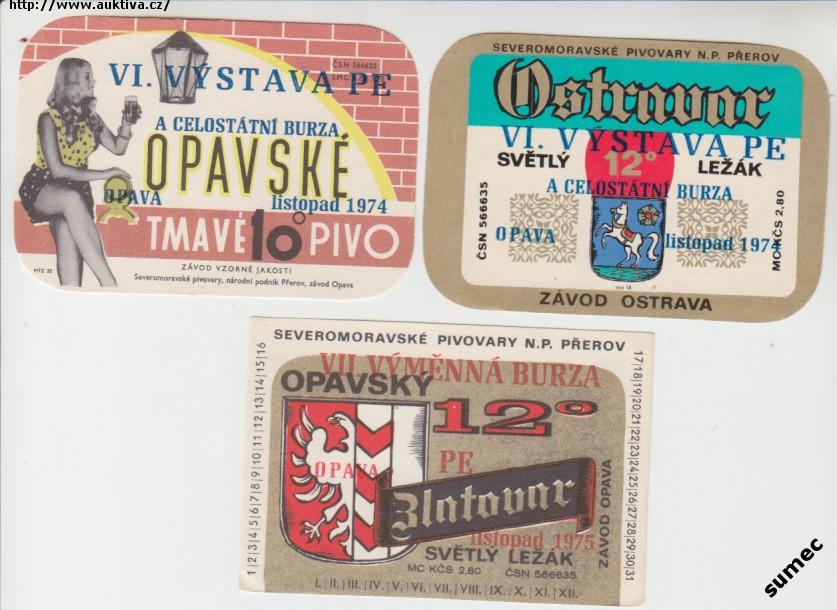 http://www.auktiva.cz/
ČSN 566635
VI. VÝSTAVA PE
A CELOSTÁTNÍ BURZA
OPAVSKÉ
OPAVA
listopad 1974
TMAVÉ 10° PIVO
ZÁVOD VZORNÉ JAKOSTI
Severomoravské pivovary, národní podnik Přerov, závod Opava
SEVEROMORAVSKÉ PIVOVARY N.P. PŘEROV
Ostravar
VI. VÝSTAVA PE
SVĚTLÝ 12° LEŽÁK
A CELOSTÁTNÍ BURZA
ČSN 566635
OPAVA
listopad 1974
MO KČS 2,80
ZÁVOD OSTRAVA
SEVEROMORAVSKÉ PIVOVARY N.P. PŘEROV
VII. VÝMĚNNÁ BURZA
OPAVSKÝ
12°
OPAVA
PE
Zlatovar
listopad 1975
SVĚTLÝ LEŽÁK
MC KČS 2.80 ČSN 566635
I. II. III. IV. V. VI. VII. VIII. IX. X. XI. XII.
1|2|3|4|5|6|7|8|9|10|11|12|13|14|15|16
17|18|19|20|21|22|23|24|25|26|27|28|29|30|31
ZÁVOD OPAVA
sumec